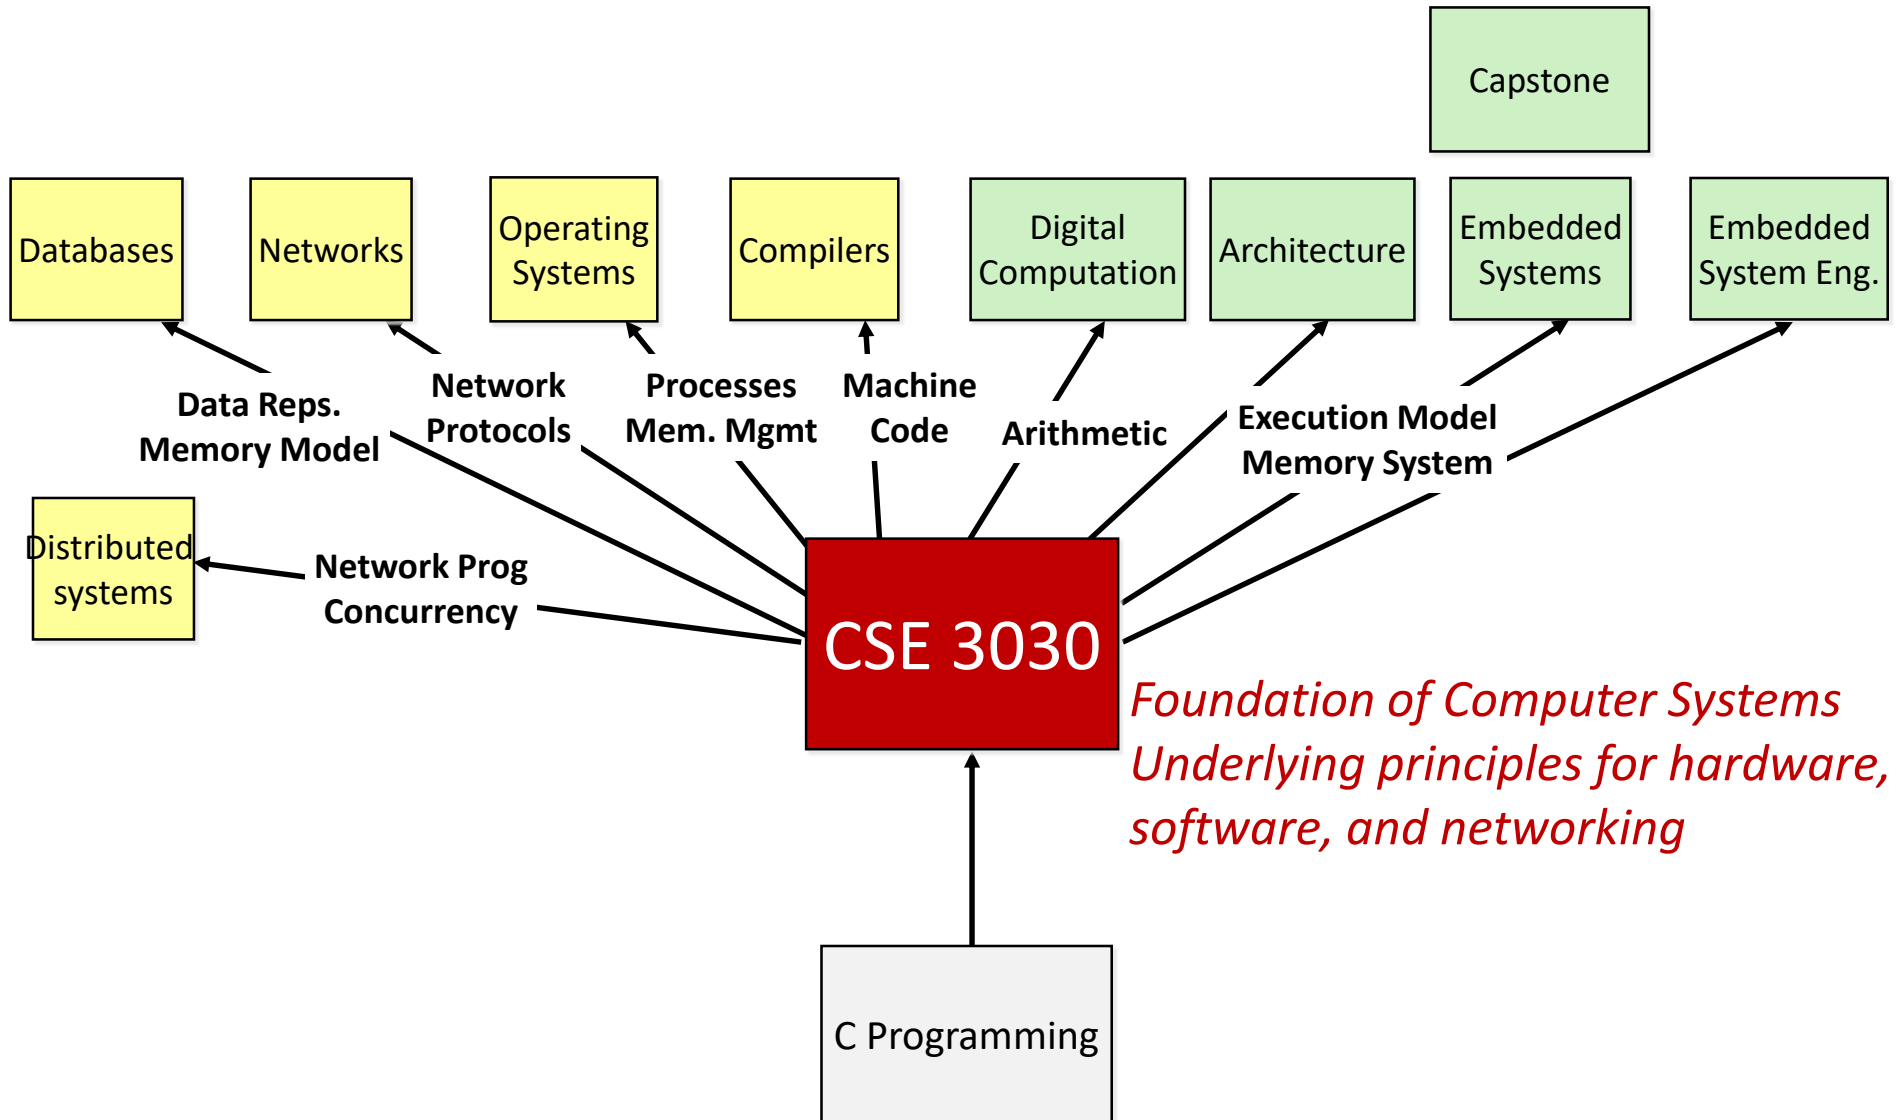 Capstone
Databases
Networks
Operating
Systems
Compilers
Digital
Computation
Architecture
Embedded
Systems
Embedded
System Eng.
Data Reps.
Memory Model
Network
Protocols
Processes
Mem. Mgmt
Machine
Code
Arithmetic
Execution Model
Memory System
Distributed
systems
Network Prog
Concurrency
CSE 3030
Foundation of Computer Systems
Underlying principles for hardware,
software, and networking
C Programming